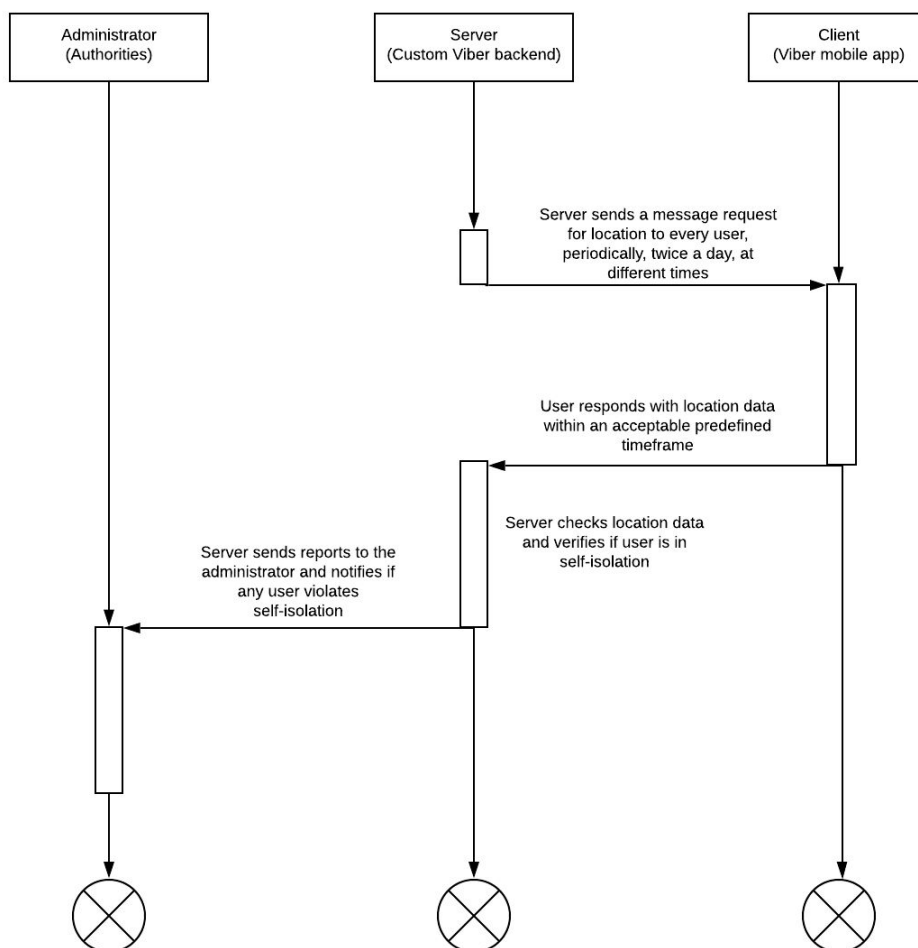 Administrator
(Authorities)
Server
(Custom Viber backend)
Client
(Viber mobile app)
Server sends a message request
for location to every user,
periodically, twice a day, at
different times
User responds with location data
within an acceptable predefined
timeframe
Server checks location data
and verifies if user is in
self-isolation
Server sends reports to the
administrator and notifies if
any user violates
self-isolation